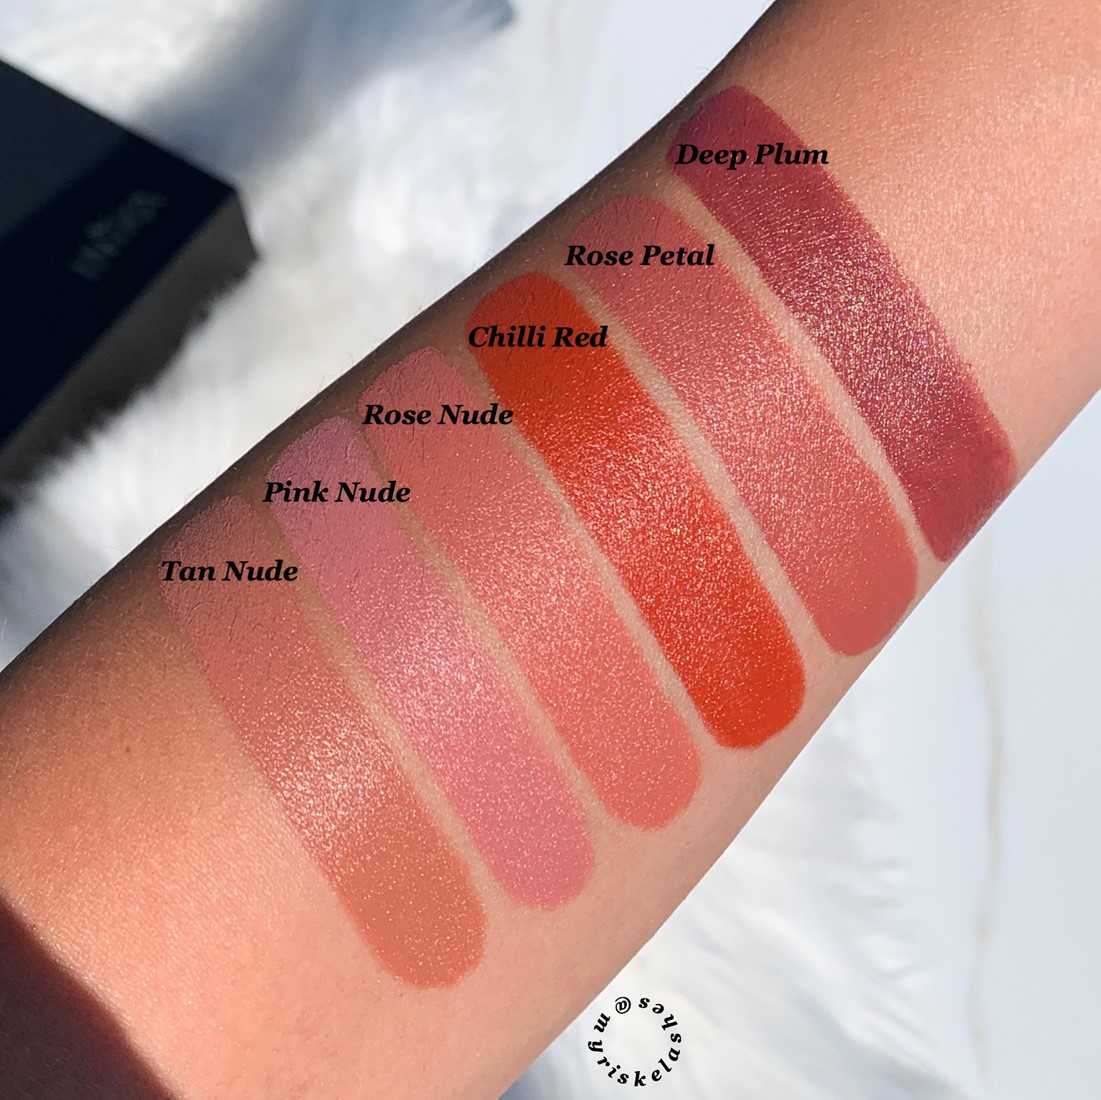 Deep Plum
Rose Petal
Chilli Red
Rose Nude
Pink Nude
Tan Nude
@myriskelashes